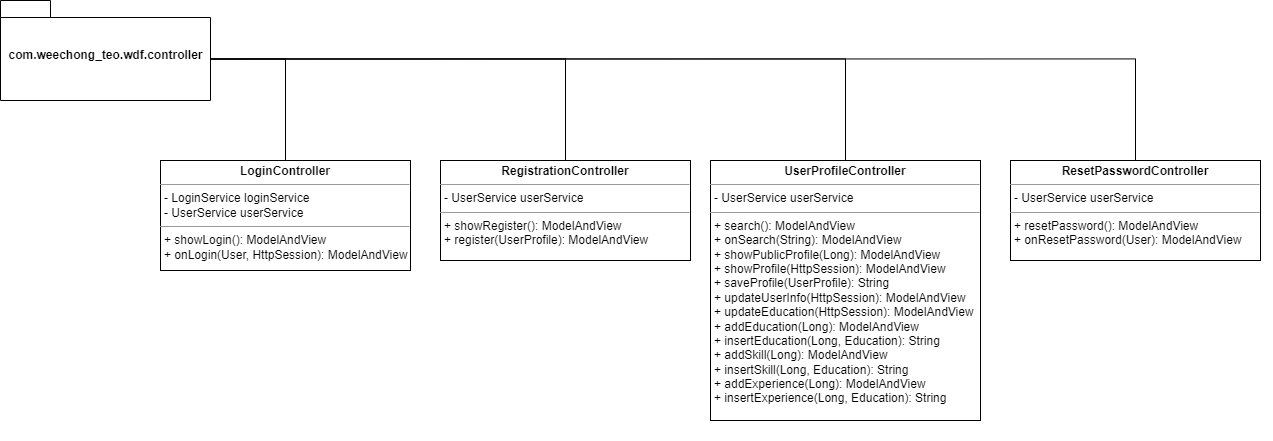 com.weechong_teo.wdf.controller
LoginController
- LoginService loginService
- UserService userService
+ showLogin(): ModelAndView
+ onLogin(User, HttpSession): ModelAndView
RegistrationController
- UserService userService
+ showRegister(): ModelAndView
+ register(UserProfile): ModelAndView
UserProfileController
- UserService userService
+ search(): ModelAndView
+ onSearch(String): ModelAndView
+ showPublicProfile(Long): ModelAndView
+ showProfile(HttpSession): ModelAndView
+ saveProfile(UserProfile): String
+ updateUserInfo(HttpSession): ModelAndView
+ updateEducation(HttpSession): ModelAndView
+ addEducation(Long): ModelAndView
+ insertEducation(Long, Education): String
+ addSkill(Long): ModelAndView
+ insertSkill(Long, Education): String
+ addExperience(Long): ModelAndView
+ insertExperience(Long, Education): String
ResetPasswordController
- UserService userService
+ resetPassword(): ModelAndView
+ onResetPassword(User): ModelAndView